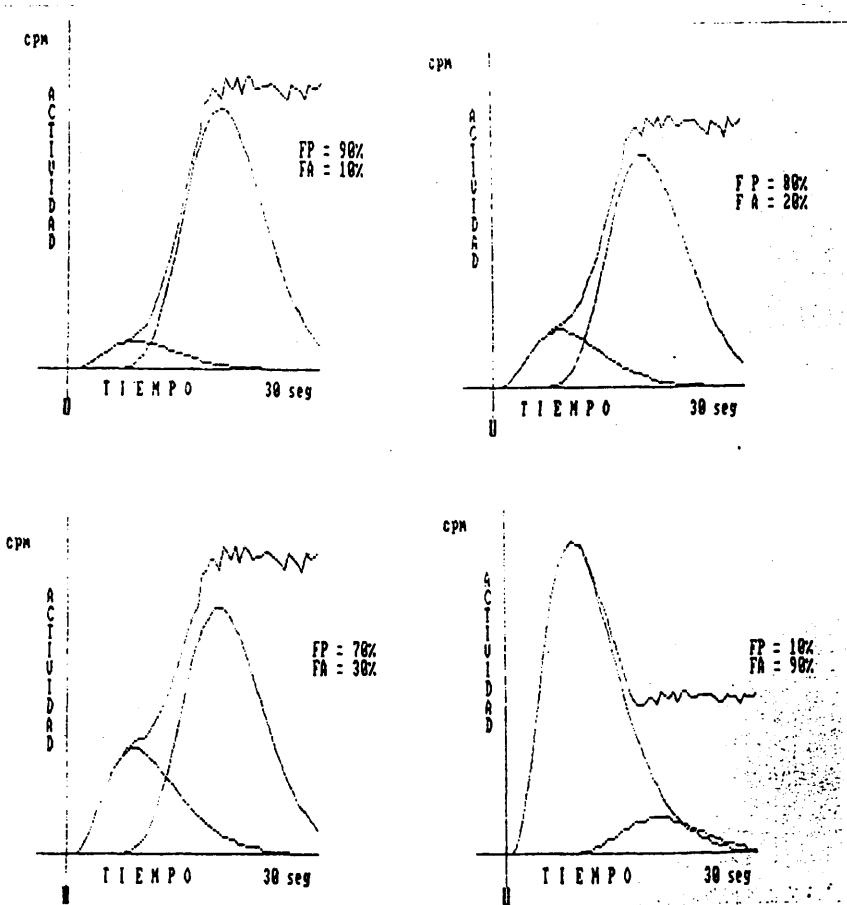 cpm
ACTIVIDAD
FP = 90%
FA = 10%
TIEMPO
30 seg
0
cpm
ACTIVIDAD
FP = 80%
FA = 20%
TIEMPO
30 seg
0
cpm
ACTIVIDAD
FP = 70%
FA = 30%
TIEMPO
30 seg
cpm
ACTIVIDAD
FP = 10%
FA = 90%
TIEMPO
30 seg
0